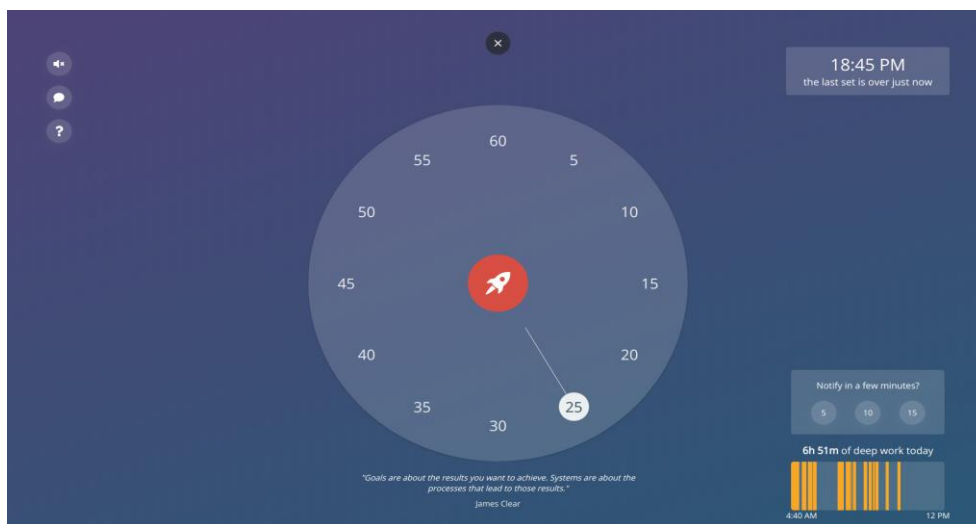 18:45 PM
the last set is over just now
?
60
5
10
15
20
25
30
35
40
45
50
55
"Goals are about the results you want to achieve. Systems are about the
processes that lead to those results."
James Clear
Notify in a few minutes?
5 10 15
6h 51m of deep work today
4:40 AM 12 PM